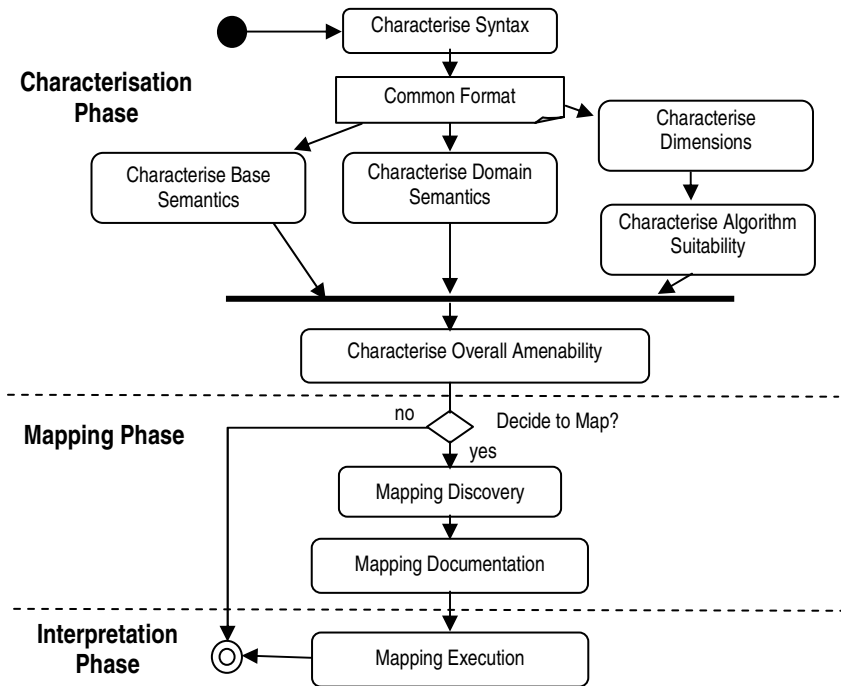 Characterise Syntax
Characterisation
Phase
Common Format
Characterise
Dimensions
Characterise Base
Semantics
Characterise Domain
Semantics
Characterise Algorithm
Suitability
Characterise Overall Amenability
Mapping Phase
no
Decide to Map?
yes
Mapping Discovery
Mapping Documentation
Interpretation
Phase
Mapping Execution